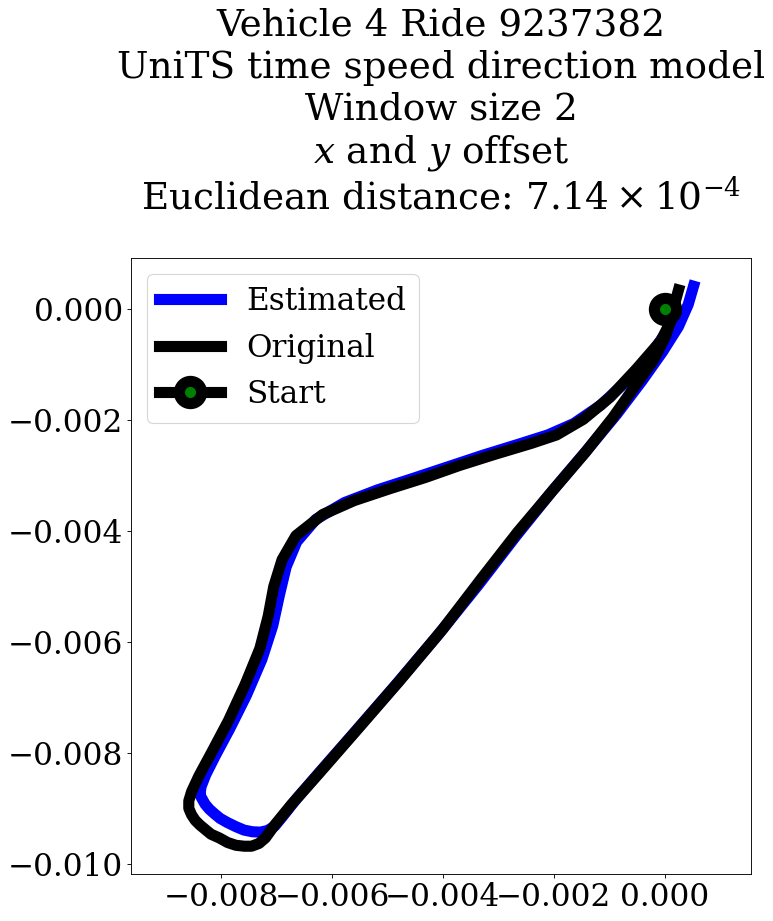 Vehicle 4 Ride 9237382
UniTS time speed direction model
Window size 2
x and y offset
Euclidean distance: 7.14 × 10⁻⁴
Estimated
Original
Start
0.000
−0.002
−0.004
−0.006
−0.008
−0.010
−0.008 −0.006 −0.004 −0.002 0.000